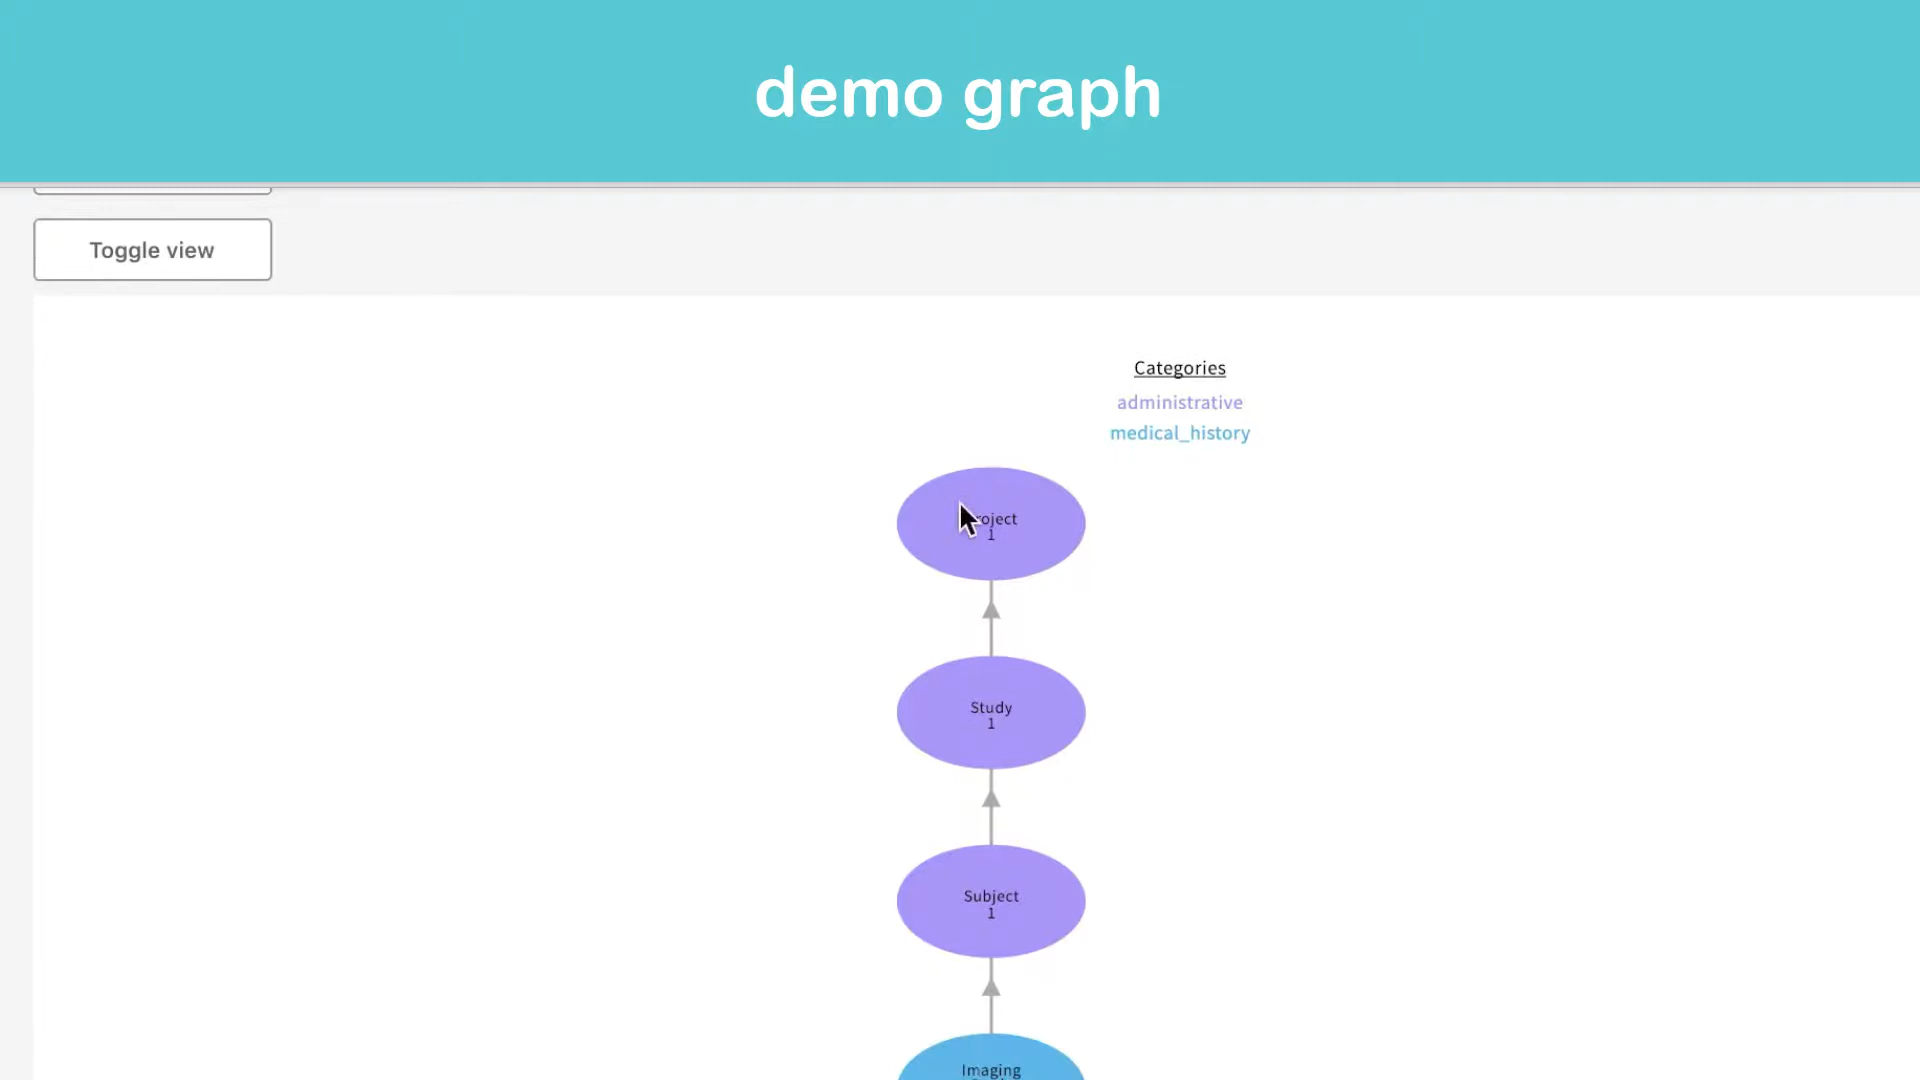 demo graph
Toggle view
Categories
administrative
medical_history
1
Study
1
Subject
1
Imaging